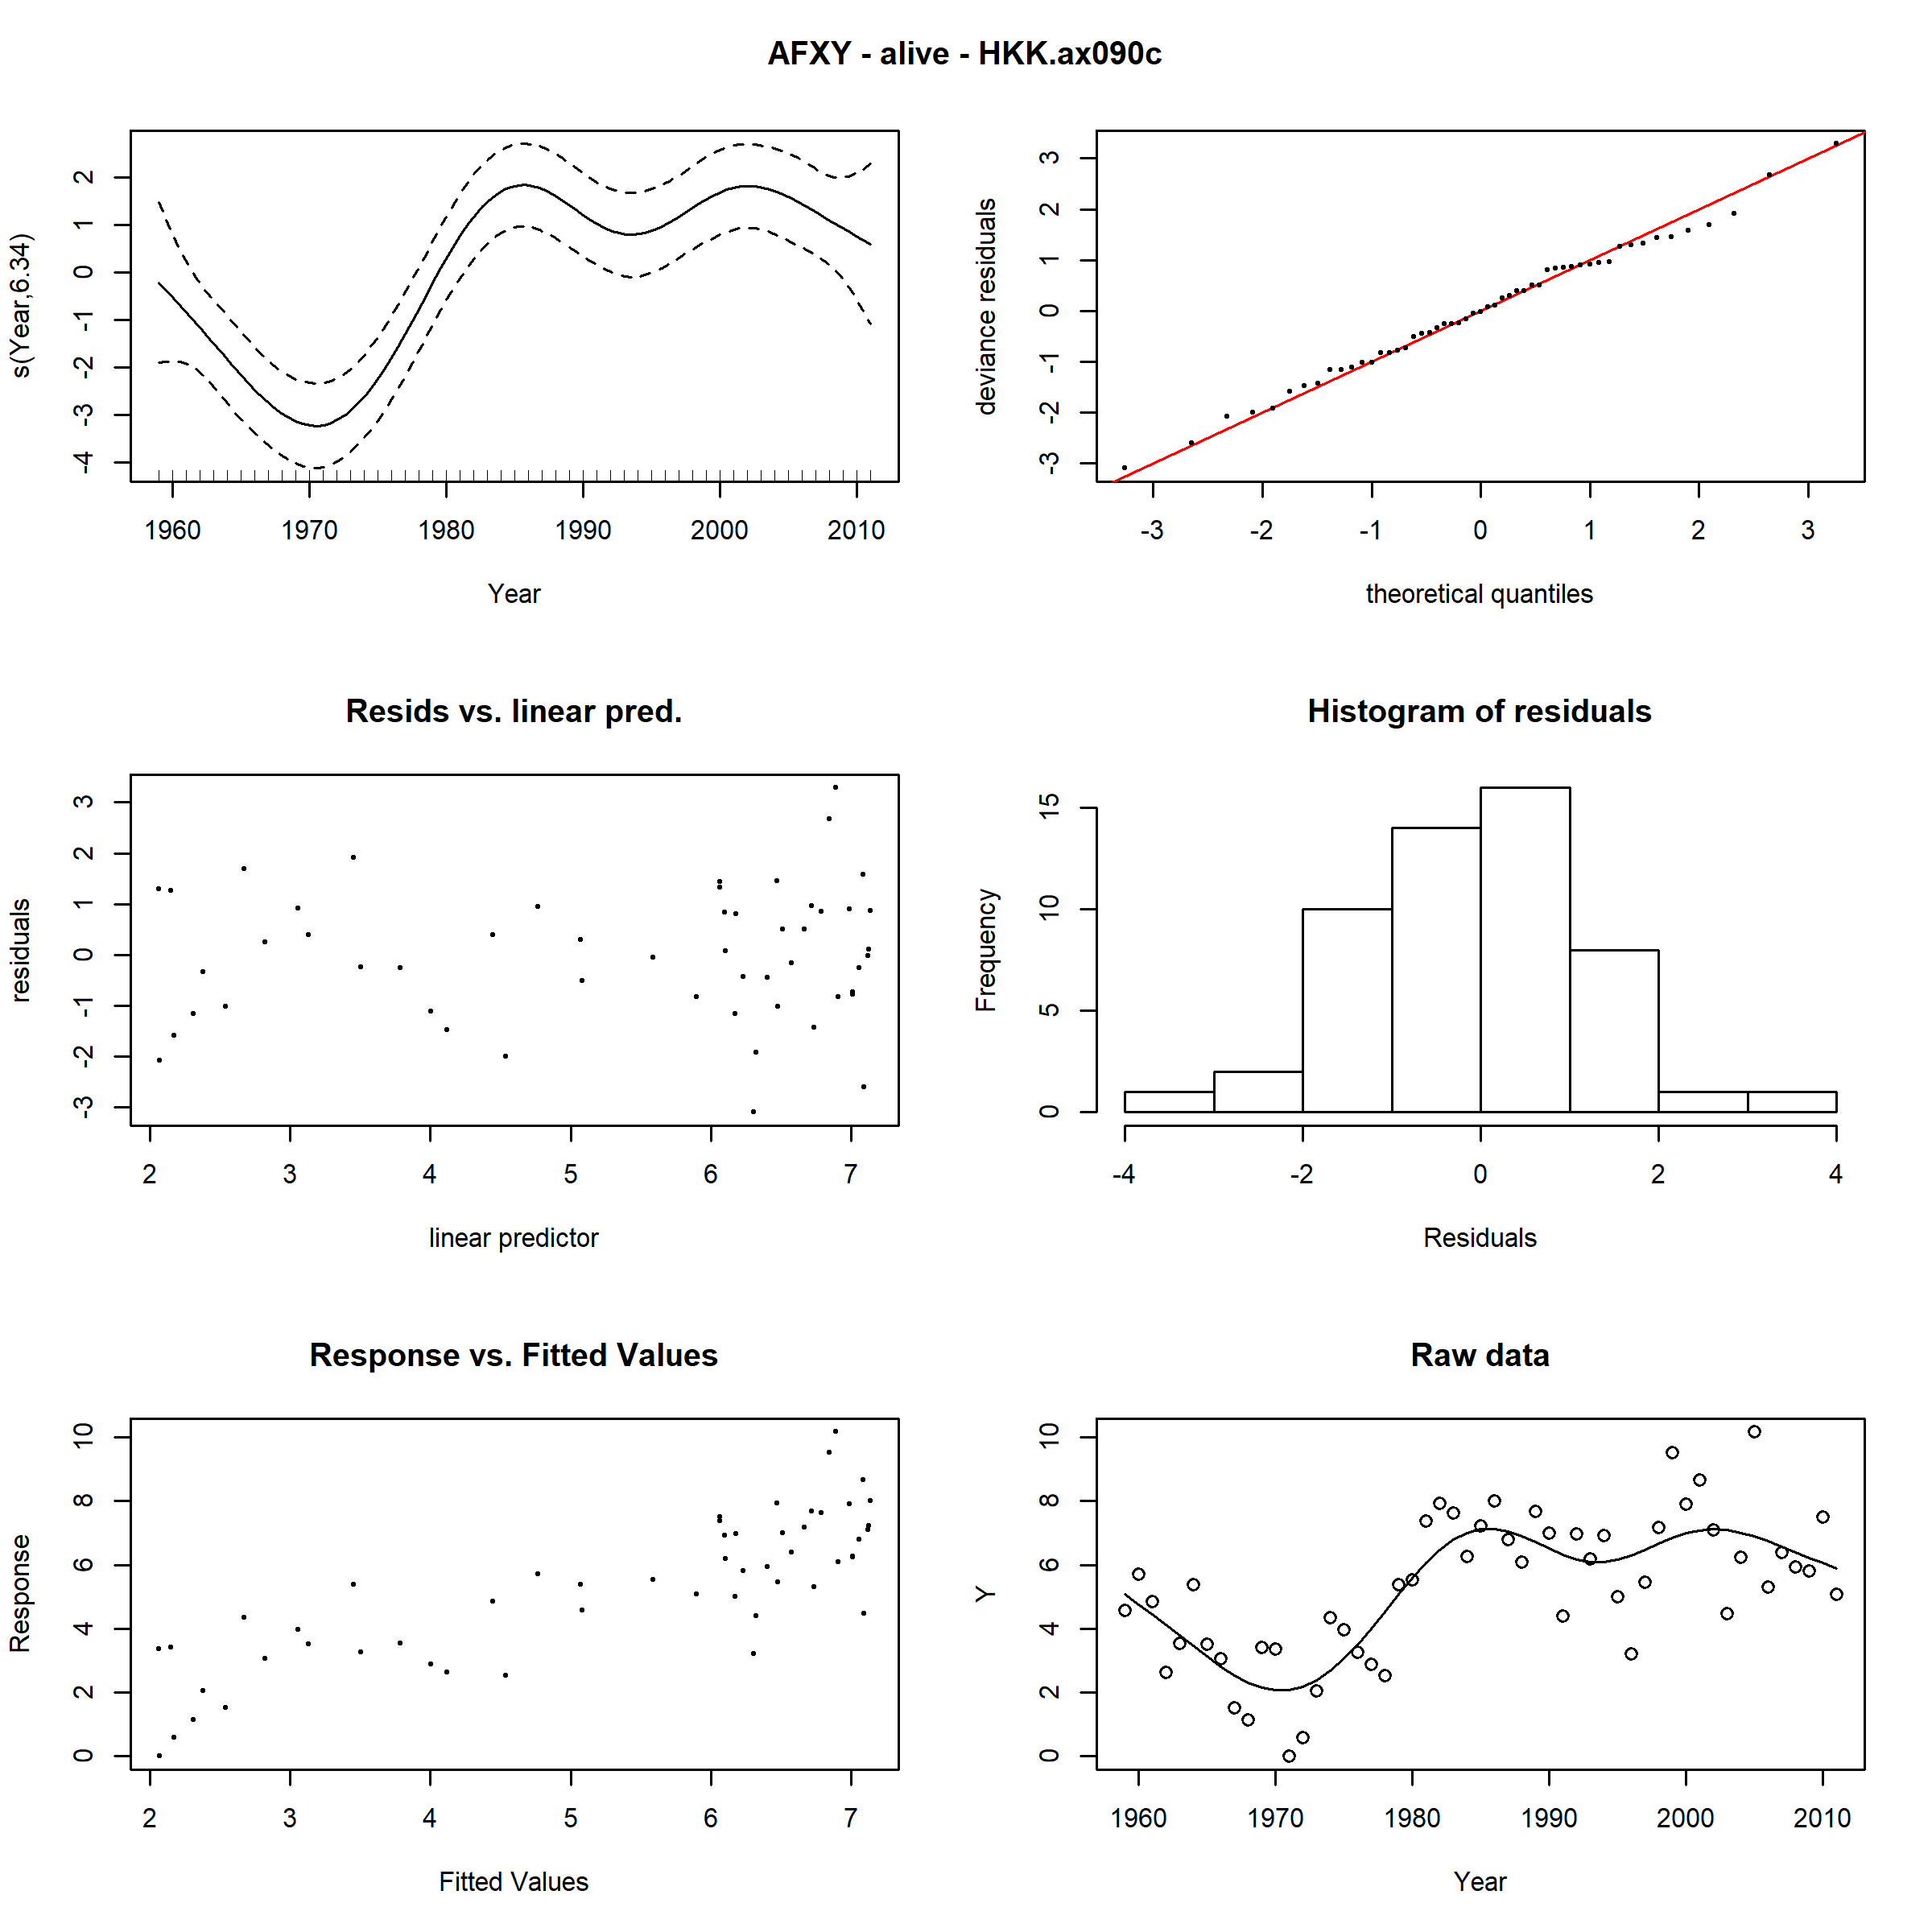 AFXY - alive - HKK.ax090c
s(Year,6.34)
2
1
0
-1
-2
-3
-4
1960 1970 1980 1990 2000 2010
Year
deviance residuals
3
2
1
0
-1
-2
-3
-3 -2 -1 0 1 2 3
theoretical quantiles
Resids vs. linear pred.
residuals
3
2
1
0
-1
-2
-3
2 3 4 5 6 7
linear predictor
Histogram of residuals
Frequency
15
10
5
0
-4 -2 0 2 4
Residuals
Response vs. Fitted Values
Response
10
8
6
4
2
0
2 3 4 5 6 7
Fitted Values
Raw data
Y
10
8
6
4
2
0
1960 1970 1980 1990 2000 2010
Year